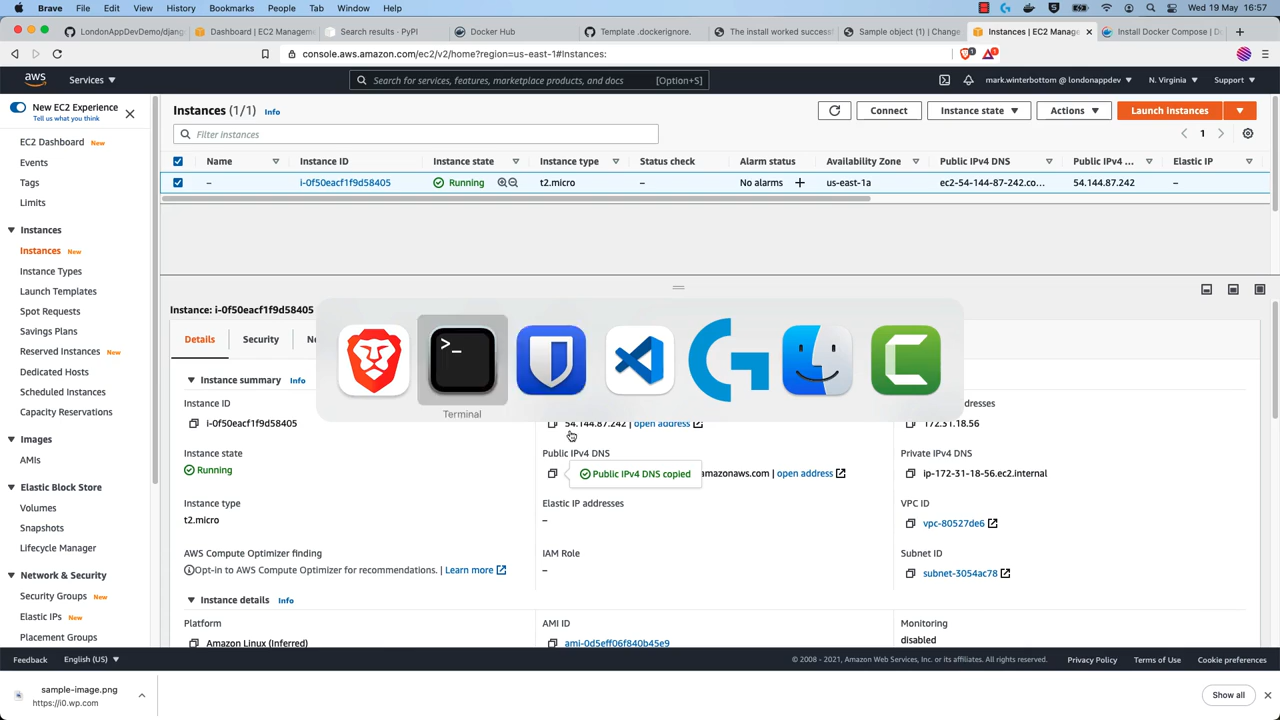 Brave File Edit View History Bookmarks People Tab Window Help Wed 19 May 16:57
LondonAppDevDemo/djang Dashboard | EC2 Managem Search results · PyPI Docker Hub Template .dockerignore. The install worked success Sample object (1) | Change Instances | EC2 Manage Install Docker Compose | D
console.aws.amazon.com/ec2/v2/home?region=us-east-1#Instances:
aws Services Search for services, features, marketplace products, and docs [Option+S] mark.winterbottom @ londonappdev N. Virginia Support
New EC2 Experience
Tell us what you think
EC2 Dashboard New
Events
Tags
Limits
Instances
Instances New
Instance Types
Launch Templates
Spot Requests
Savings Plans
Reserved Instances New
Dedicated Hosts
Scheduled Instances
Capacity Reservations
Images
AMIs
Elastic Block Store
Volumes
Snapshots
Lifecycle Manager
Network & Security
Security Groups New
Elastic IPs New
Placement Groups
Instances (1/1) Info Connect Instance state Actions Launch instances
Filter instances 1
Name Instance ID Instance state Instance type Status check Alarm status Availability Zone Public IPv4 DNS Public IPv4 ... Elastic IP
– i-0f50eacf1f9d58405 Running t2.micro – No alarms us-east-1a ec2-54-144-87-242.co... 54.144.87.242 –
Instance: i-0f50eacf1f9d58405
Details Security
Instance summary Info
Terminal
Instance ID
i-0f50eacf1f9d58405
54.144.87.242 | open address
172.31.18.56
Instance state
Running
Public IPv4 DNS
Public IPv4 DNS copied
amazonaws.com | open address
Private IPv4 DNS
ip-172-31-18-56.ec2.internal
Instance type
t2.micro
Elastic IP addresses
–
VPC ID
vpc-80527de6
AWS Compute Optimizer finding
Opt-in to AWS Compute Optimizer for recommendations. | Learn more
IAM Role
–
Subnet ID
subnet-3054ac78
Instance details Info
Platform
Amazon Linux (Inferred)
AMI ID
ami-0d5eff06f840b45e9
Monitoring
disabled
Feedback English (US) © 2008 - 2021, Amazon Web Services, Inc. or its affiliates. All rights reserved. Privacy Policy Terms of Use Cookie preferences
sample-image.png
https://i0.wp.com
Show all